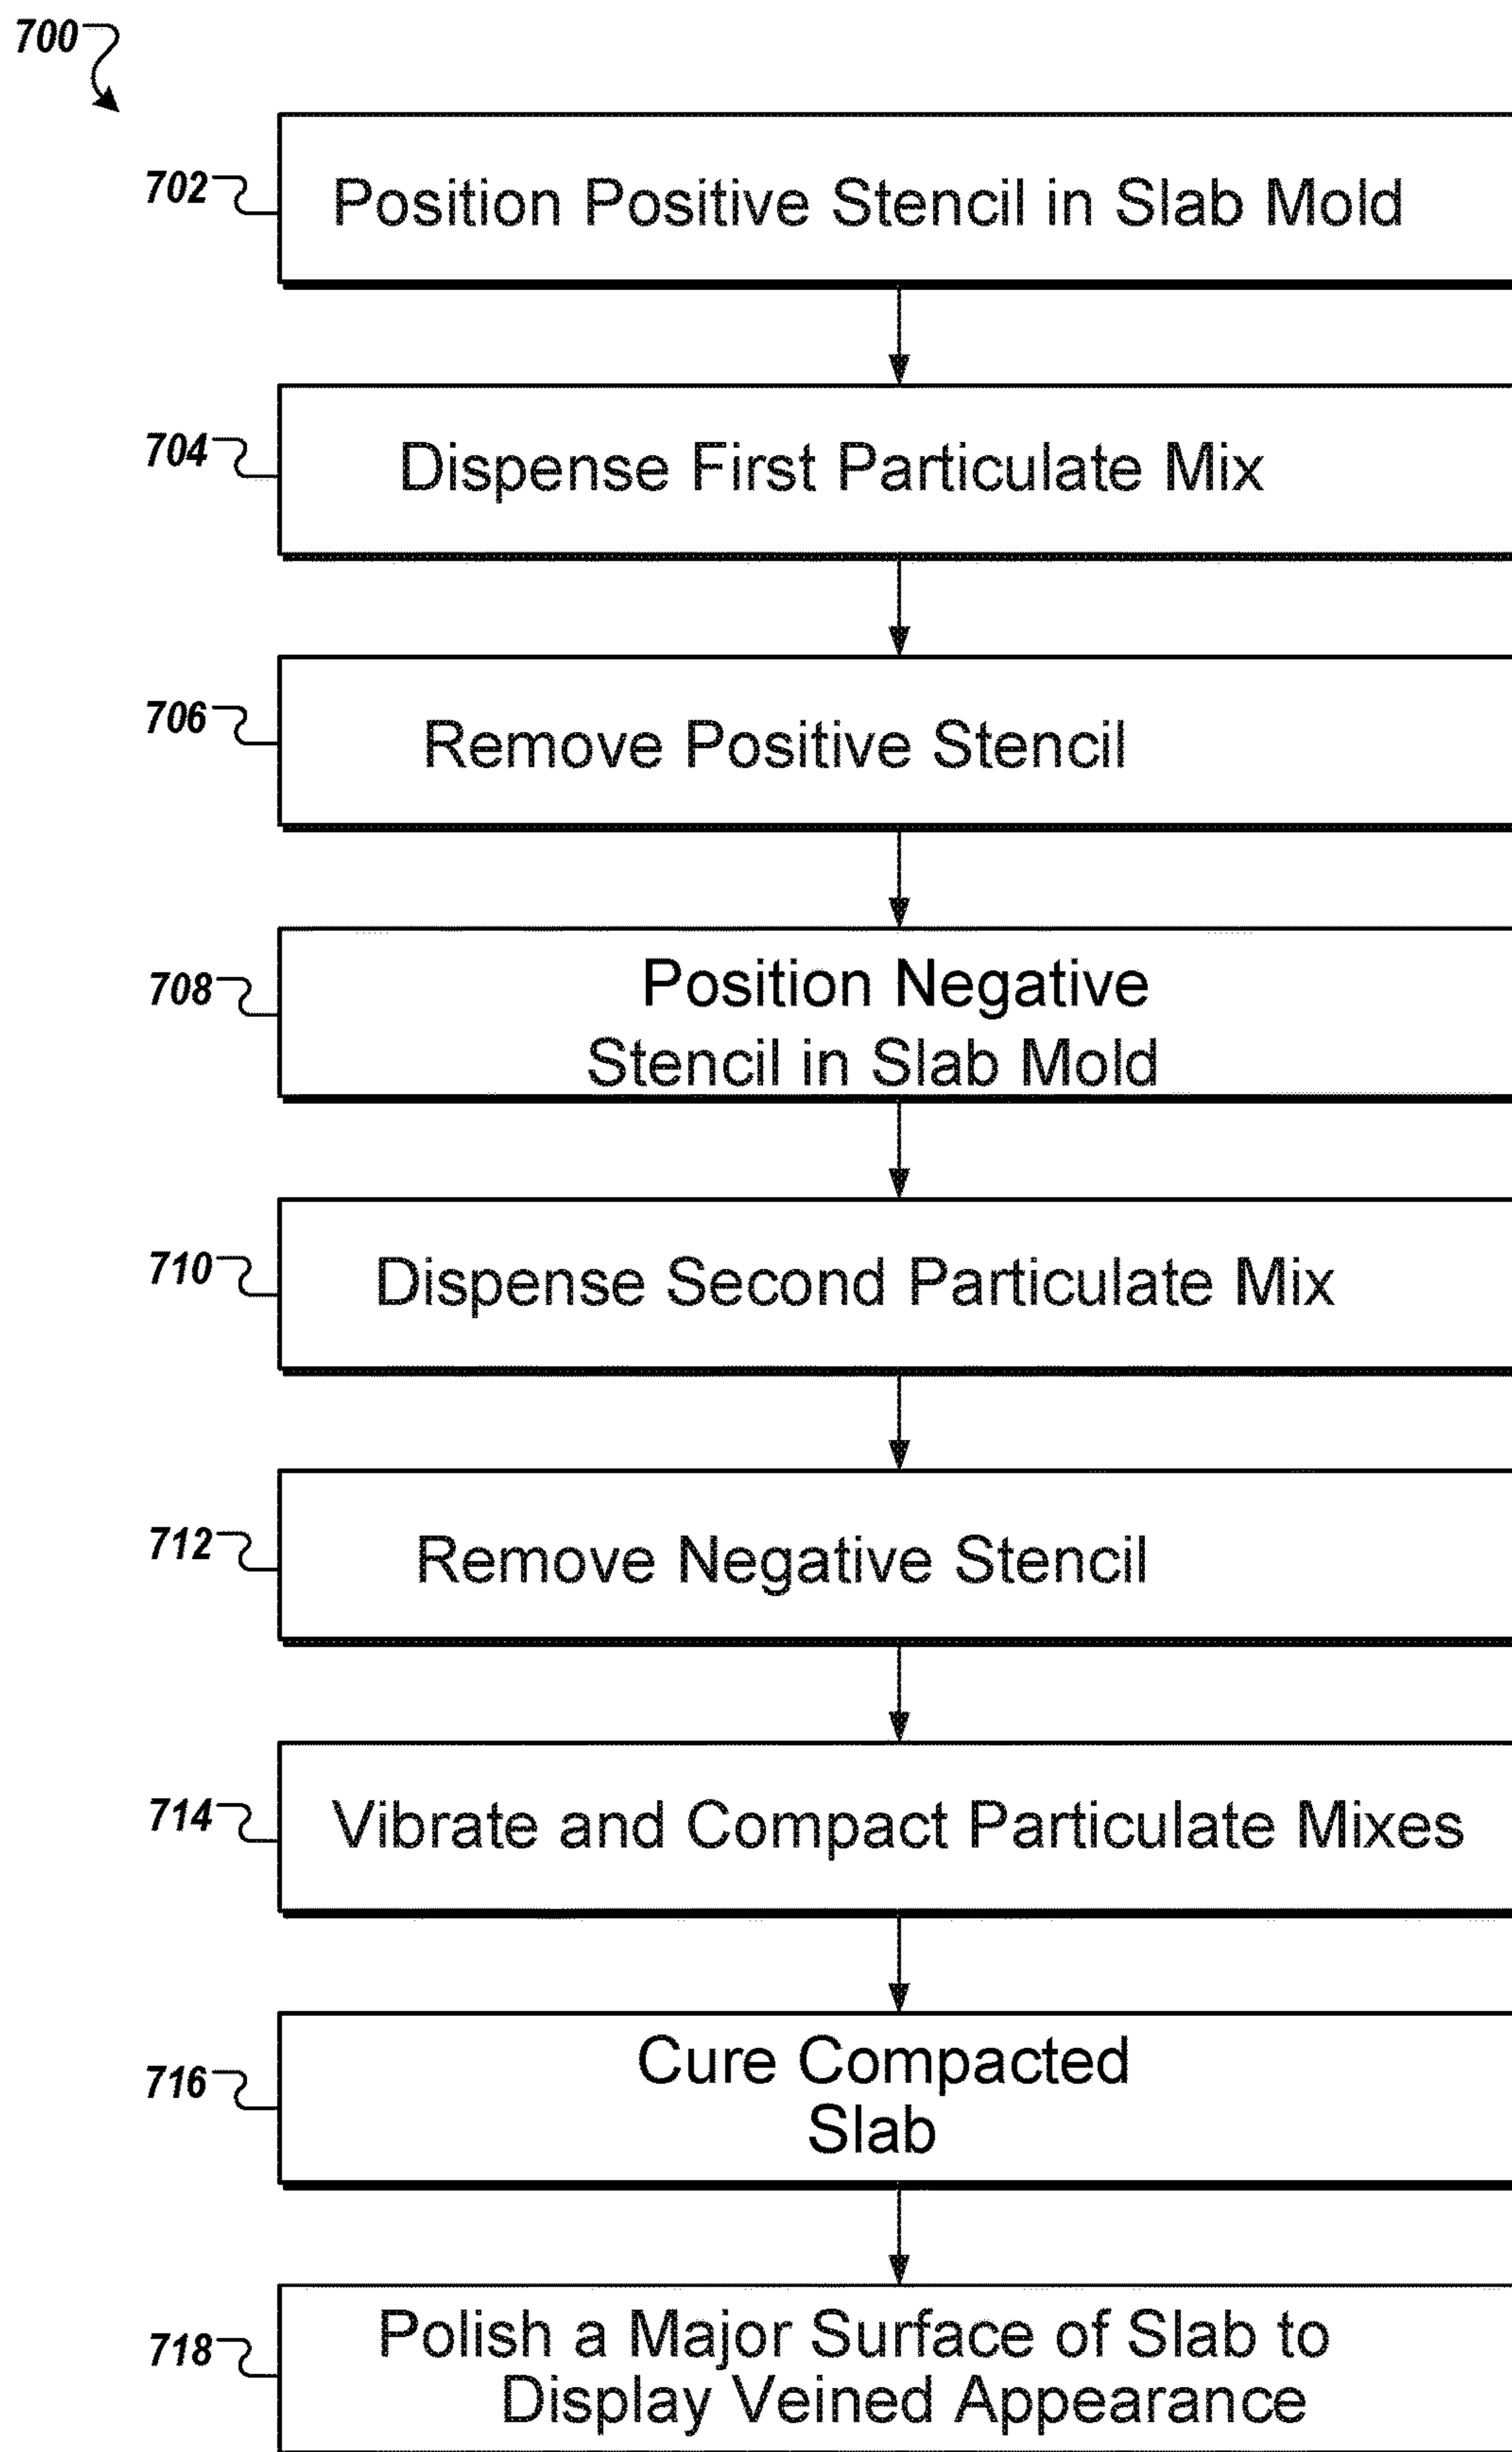 700
702
Position Positive Stencil in Slab Mold
704
Dispense First Particulate Mix
706
Remove Positive Stencil
708
Position Negative
Stencil in Slab Mold
710
Dispense Second Particulate Mix
712
Remove Negative Stencil
714
Vibrate and Compact Particulate Mixes
716
Cure Compacted
Slab
718
Polish a Major Surface of Slab to
Display Veined Appearance